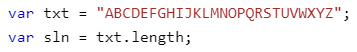 var txt = "ABCDEFGHIJKLMNOPQRSTUVWXYZ";
var sln = txt.length;